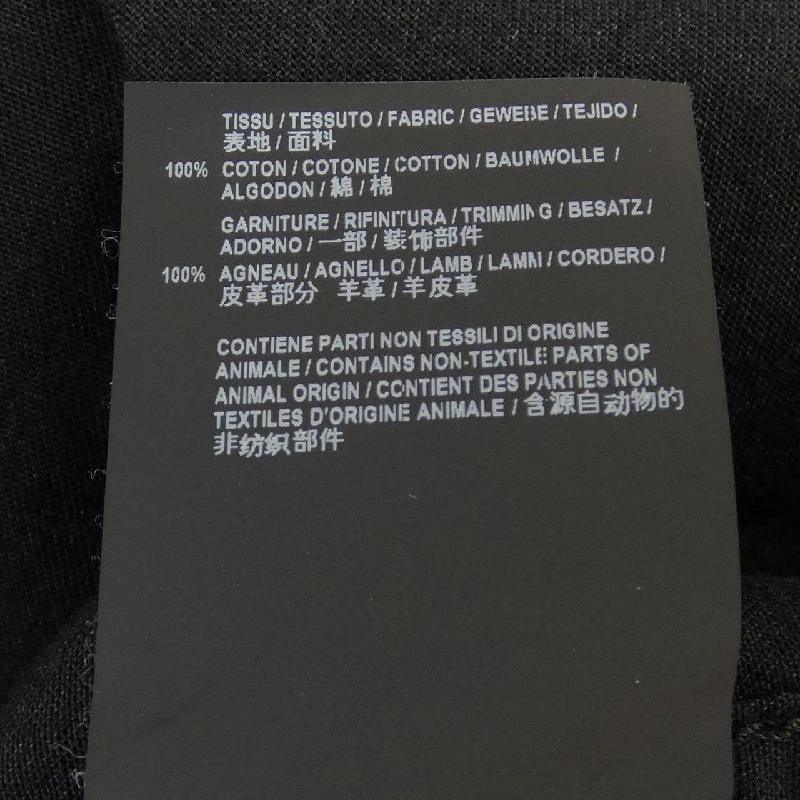 TISSU / TESSUTO / FABRIC / GEWEBE / TEJIDO /
表地 / 面料
100% COTON / COTONE / COTTON / BAUMWOLLE /
ALGODON / 綿 / 棉
GARNITURE / RIFINITURA / TRIMMING / BESATZ /
ADORNO / 一部 / 装饰部件
100% AGNEAU / AGNELLO / LAMB / LAMM / CORDERO /
皮革部分 羊革 / 羊皮革
CONTIENE PARTI NON TESSILI DI ORIGINE
ANIMALE / CONTAINS NON-TEXTILE PARTS OF
ANIMAL ORIGIN / CONTIENT DES PARTIES NON
TEXTILES D'ORIGINE ANIMALE / 含源自动物的
非纺织部件